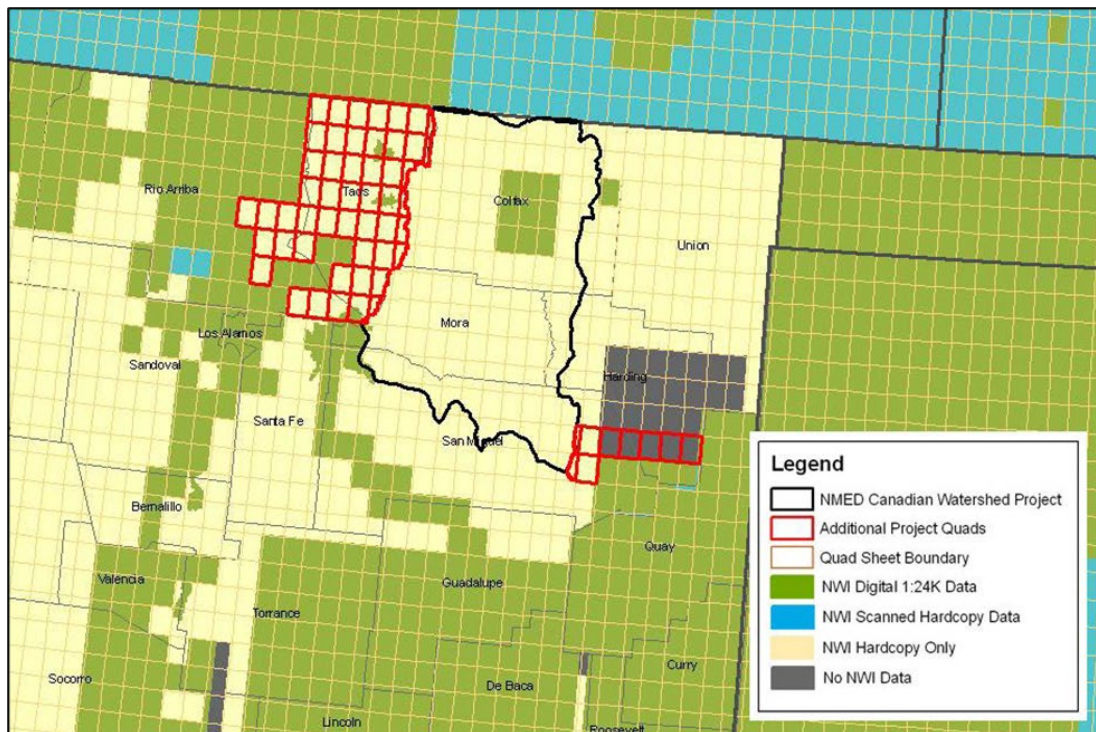 Rio Arriba
Taos
Colfax
Union
Mora
Los Alamos
Harding
Sandoval
Santa Fe
San Miguel
Bernalillo
Quay
Guadalupe
Valencia
Torrance
Curry
Socorro
De Baca
Lincoln
Roosevelt
Legend
NMED Canadian Watershed Project
Additional Project Quads
Quad Sheet Boundary
NWI Digital 1:24K Data
NWI Scanned Hardcopy Data
NWI Hardcopy Only
No NWI Data